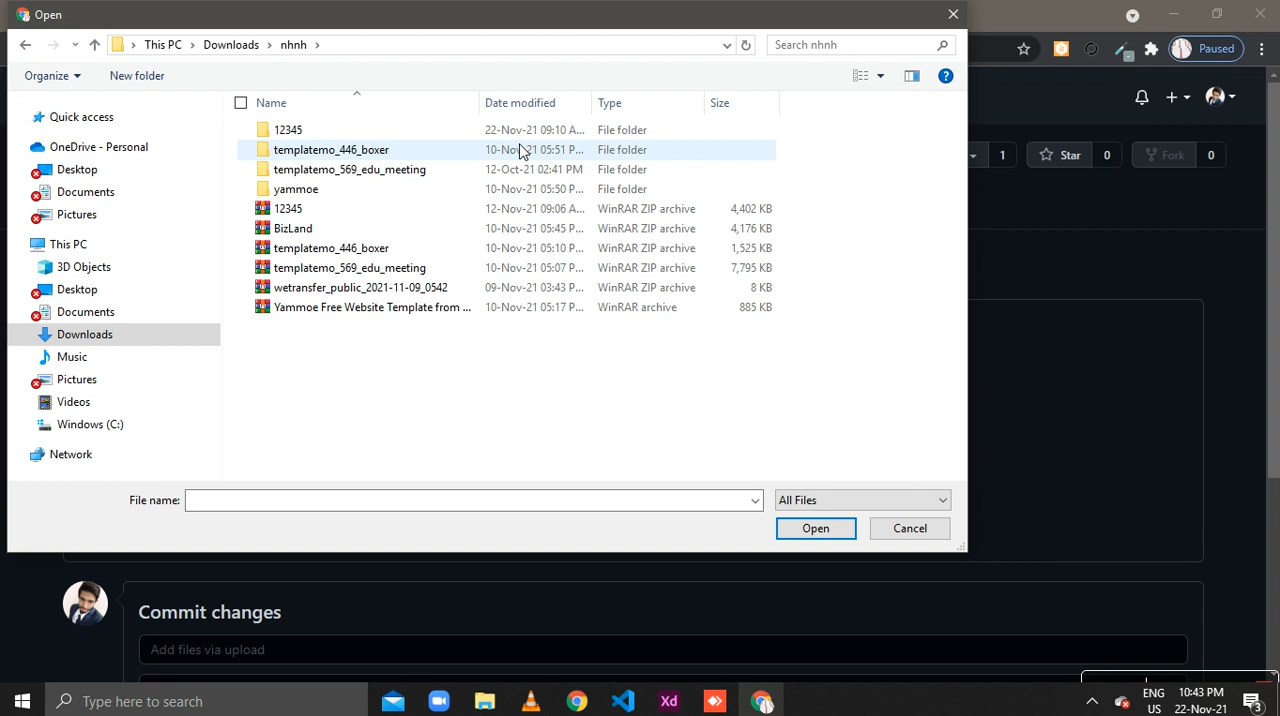 Open
This PC > Downloads > nhnh >
Search nhnh
Paused
Organize
New folder
Name
Date modified
Type
Size
Quick access
OneDrive - Personal
Desktop
Documents
Pictures
This PC
3D Objects
Desktop
Documents
Downloads
Music
Pictures
Videos
Windows (C:)
Network
12345 22-Nov-21 09:10 A... File folder
templatemo_446_boxer 10-Nov-21 05:51 P... File folder
templatemo_569_edu_meeting 12-Oct-21 02:41 PM File folder
yammoe 10-Nov-21 05:50 P... File folder
12345 12-Nov-21 09:06 A... WinRAR ZIP archive 4,402 KB
BizLand 10-Nov-21 05:45 P... WinRAR ZIP archive 4,176 KB
templatemo_446_boxer 10-Nov-21 05:10 P... WinRAR ZIP archive 1,525 KB
templatemo_569_edu_meeting 10-Nov-21 05:07 P... WinRAR ZIP archive 7,795 KB
wetransfer_public_2021-11-09_0542 09-Nov-21 03:43 P... WinRAR ZIP archive 8 KB
Yammoe Free Website Template from ... 10-Nov-21 05:17 P... WinRAR archive 885 KB
1
Star 0
Fork 0
File name:
All Files
Open
Cancel
Commit changes
Add files via upload
Type here to search
Xd
ENG
US
10:43 PM
22-Nov-21
3